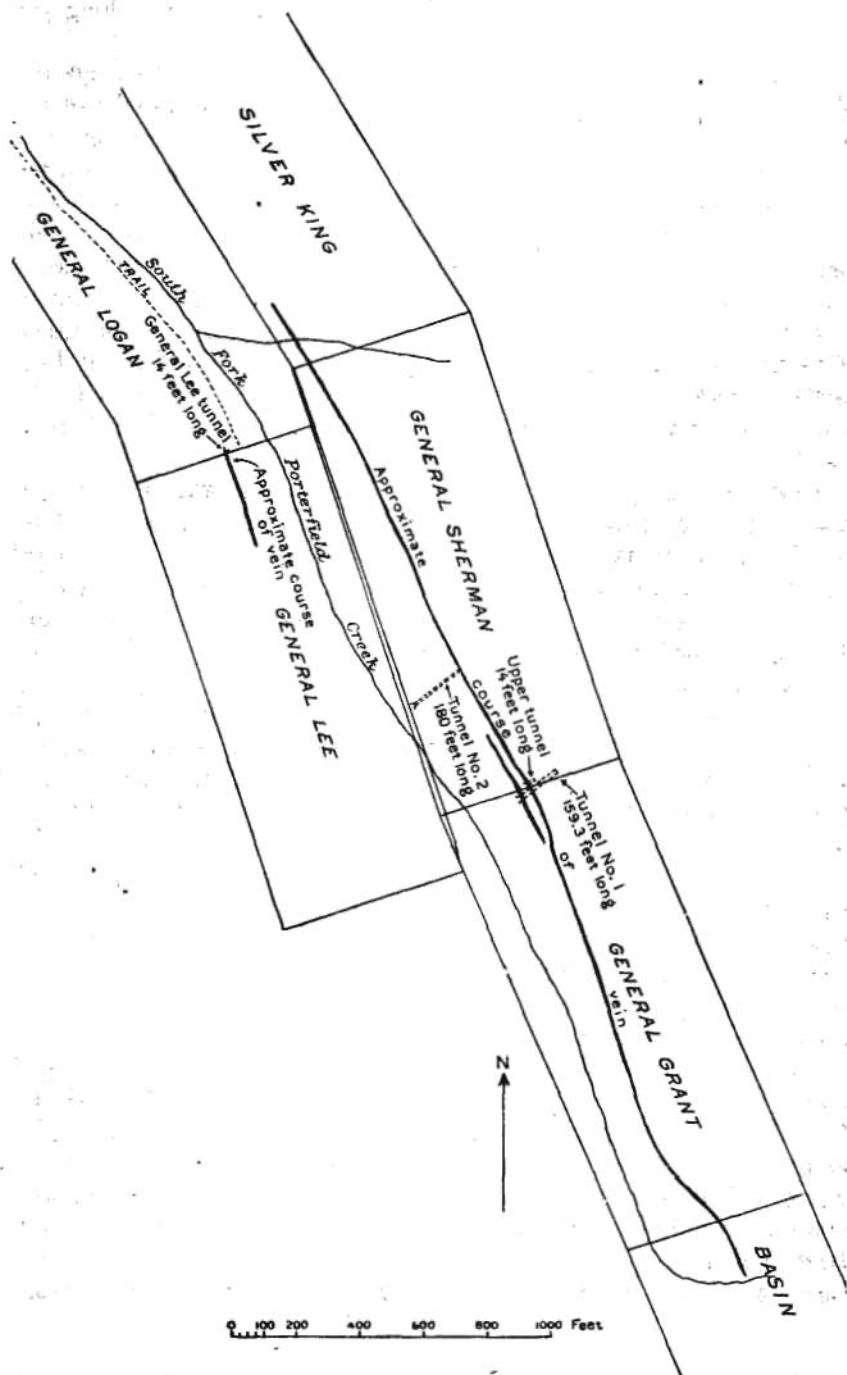 SILVER KING
GENERAL LOGAN
TRAIL
South
Fork
Porterfield
Creek
General Lee tunnel
14 feet long
Approximate course
of vein
GENERAL LEE
GENERAL SHERMAN
Approximate
course
of
vein
Upper tunnel
14 feet long
Tunnel No. 2
180 feet long
Tunnel No. 1
159.3 feet long
GENERAL GRANT
N
BASIN
0 100 200 400 600 800 1000 Feet